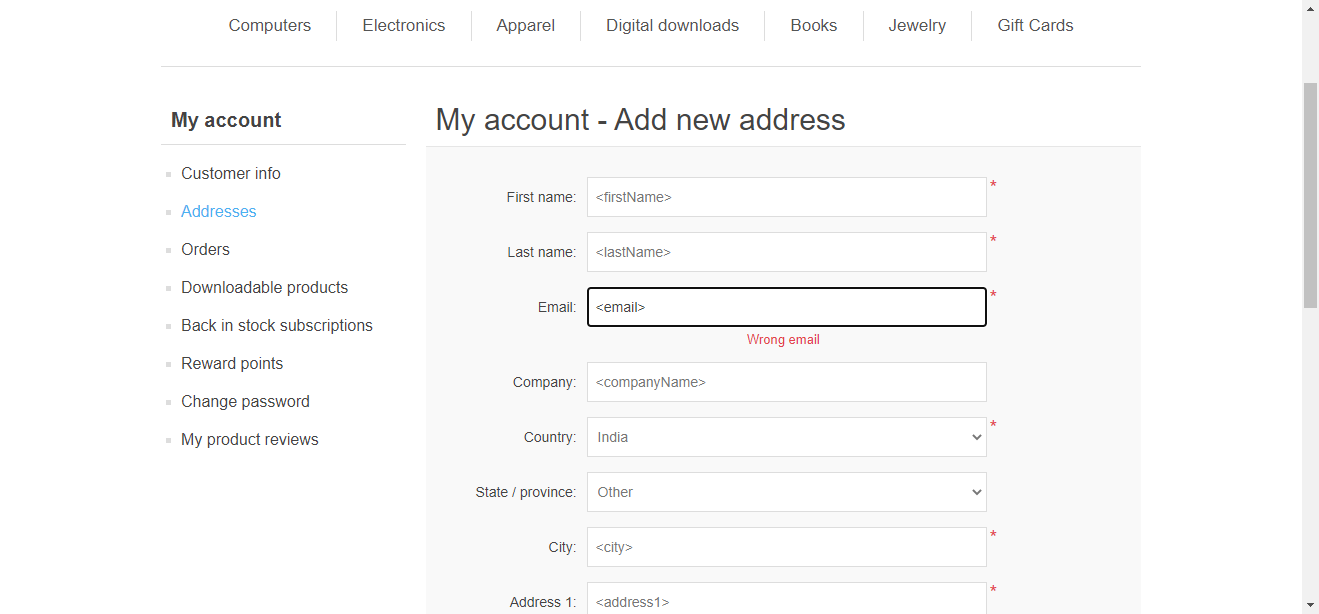 Computers Electronics Apparel Digital downloads Books Jewelry Gift Cards
My account
Customer info
Addresses
Orders
Downloadable products
Back in stock subscriptions
Reward points
Change password
My product reviews
My account - Add new address
First name: <firstName> *
Last name: <lastName> *
Email: <email> *
Wrong email
Company: <companyName>
Country: India *
State / province: Other
City: <city> *
Address 1: <address1> *